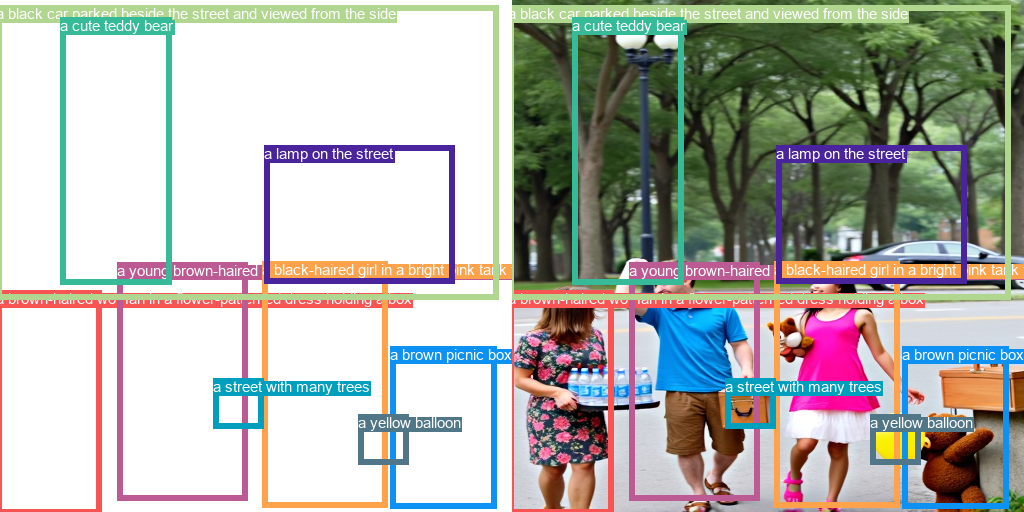 a black car parked beside the street and viewed from the side
a cute teddy bear
a lamp on the street
a young brown-haired
black-haired girl in a bright pink tank
a brown-haired woman in a flower-patterned dress holding a box
a brown picnic box
a street with many trees
a yellow balloon
a black car parked beside the street and viewed from the side
a cute teddy bear
a lamp on the street
a young brown-haired
black-haired girl in a bright pink tank
a brown-haired woman in a flower-patterned dress holding a box
a brown picnic box
a street with many trees
a yellow balloon